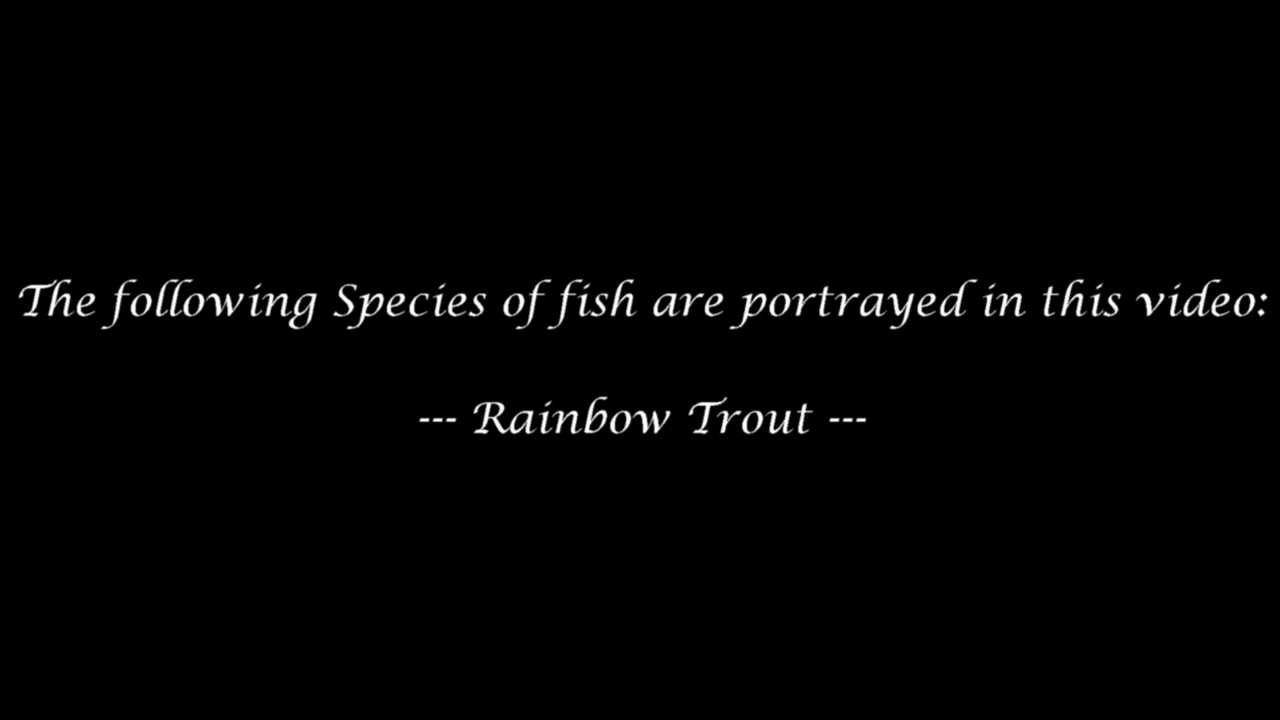 The following Species of fish are portrayed in this video:
--- Rainbow Trout ---